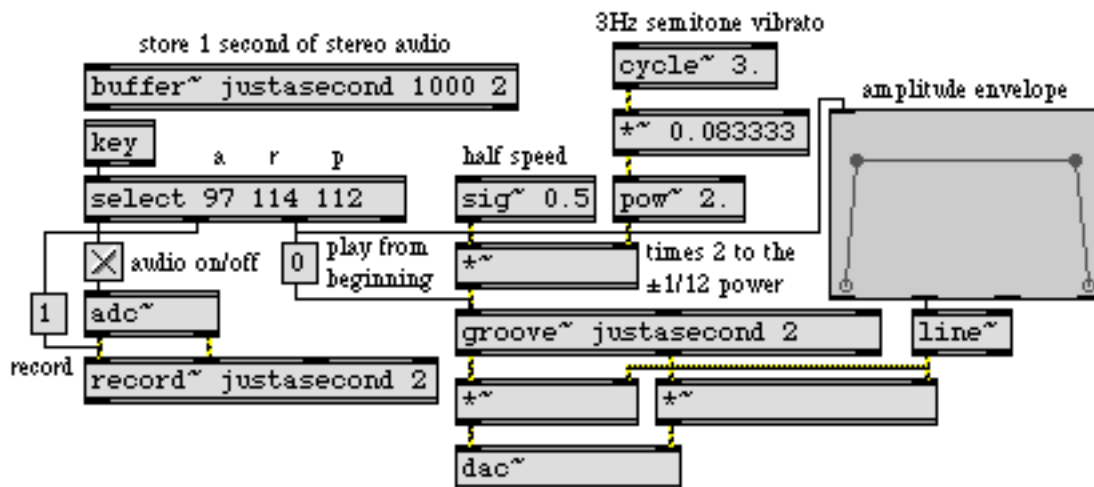 3Hz semitone vibrato
store 1 second of stereo audio
cycle~ 3.
buffer~ justasecond 1000 2
amplitude envelope
*~ 0.083333
key
a r p
half speed
select 97 114 112
sig~ 0.5
pow~ 2.
audio on/off
0
play from
beginning
*~
times 2 to the
±1/12 power
1
adc~
groove~ justasecond 2
line~
record
record~ justasecond 2
*~
*~
dac~